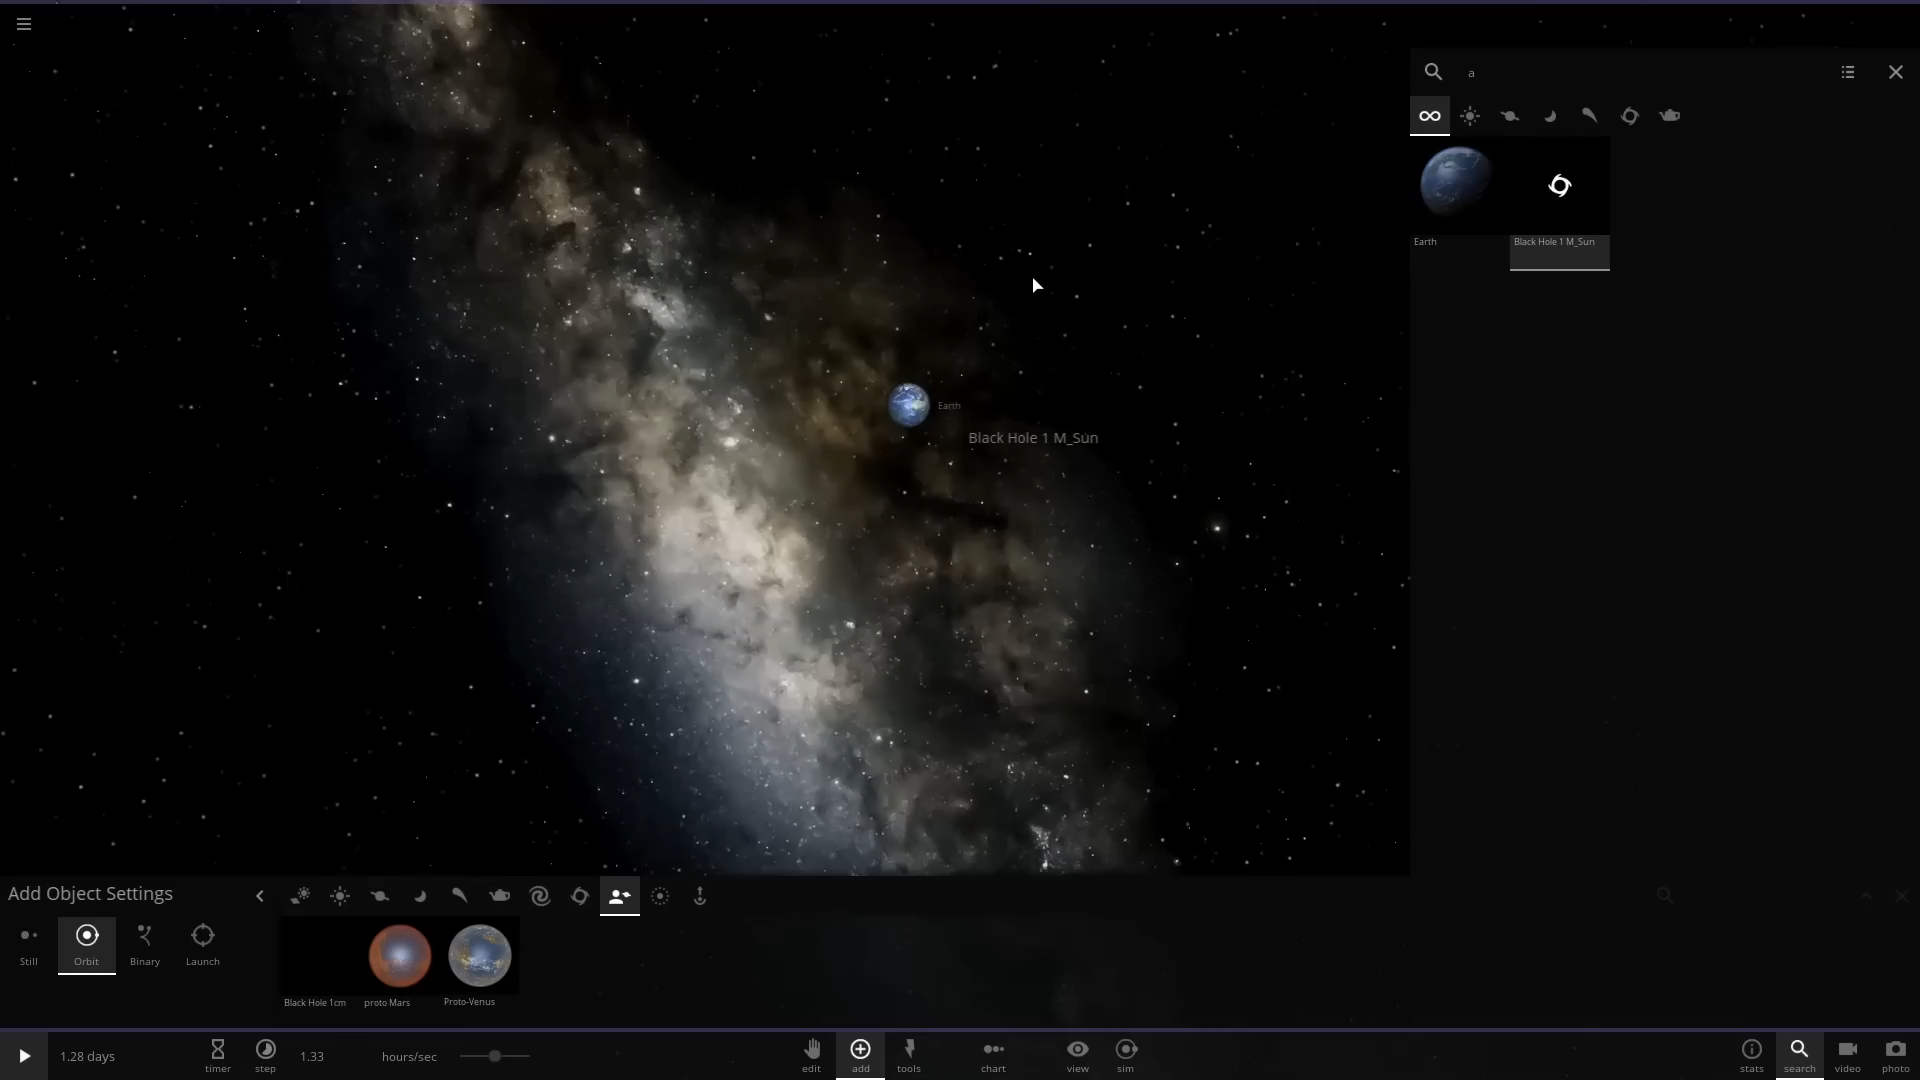 a
Earth
Black Hole 1 M_Sun
Earth
Black Hole 1 M_Sun
Add Object Settings
Still
Orbit
Binary
Launch
Black Hole 1cm
proto Mars
Proto-Venus
1.28 days
timer
step
1.33
hours/sec
edit
add
tools
chart
view
sim
stats
search
video
photo